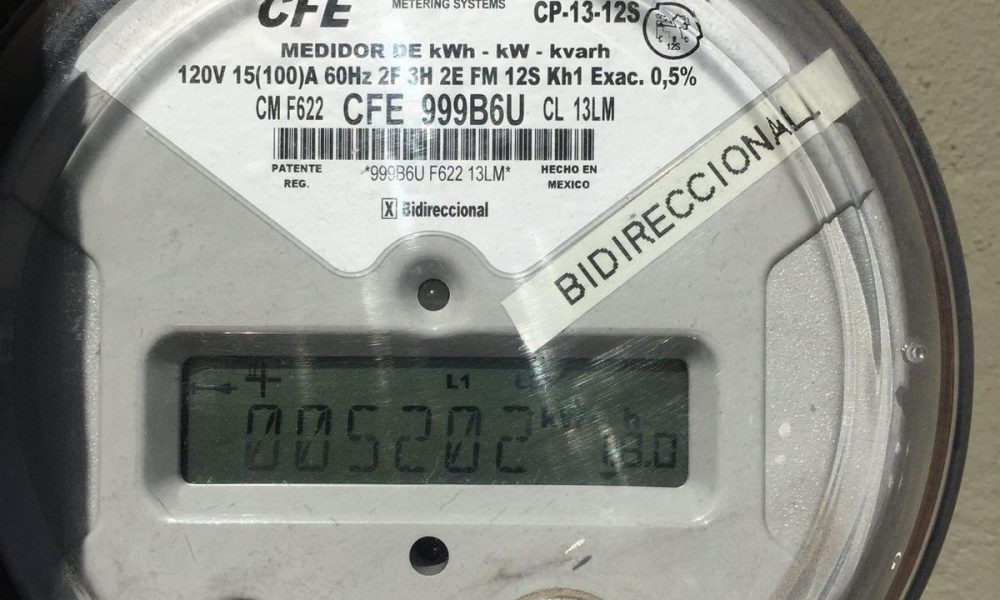 CFE
METERING SYSTEMS
CP-13-12S
12S
MEDIDOR DE kWh - kW - kvarh
120V 15(100)A 60Hz 2F 3H 2E FM 12S Kh1 Exac. 0,5%
CM F622 CFE 999B6U CL 13LM
PATENTE REG.
*999B6U F622 13LM*
HECHO EN MEXICO
X Bidireccional
BIDIRECCIONAL
L1
005202 kW h